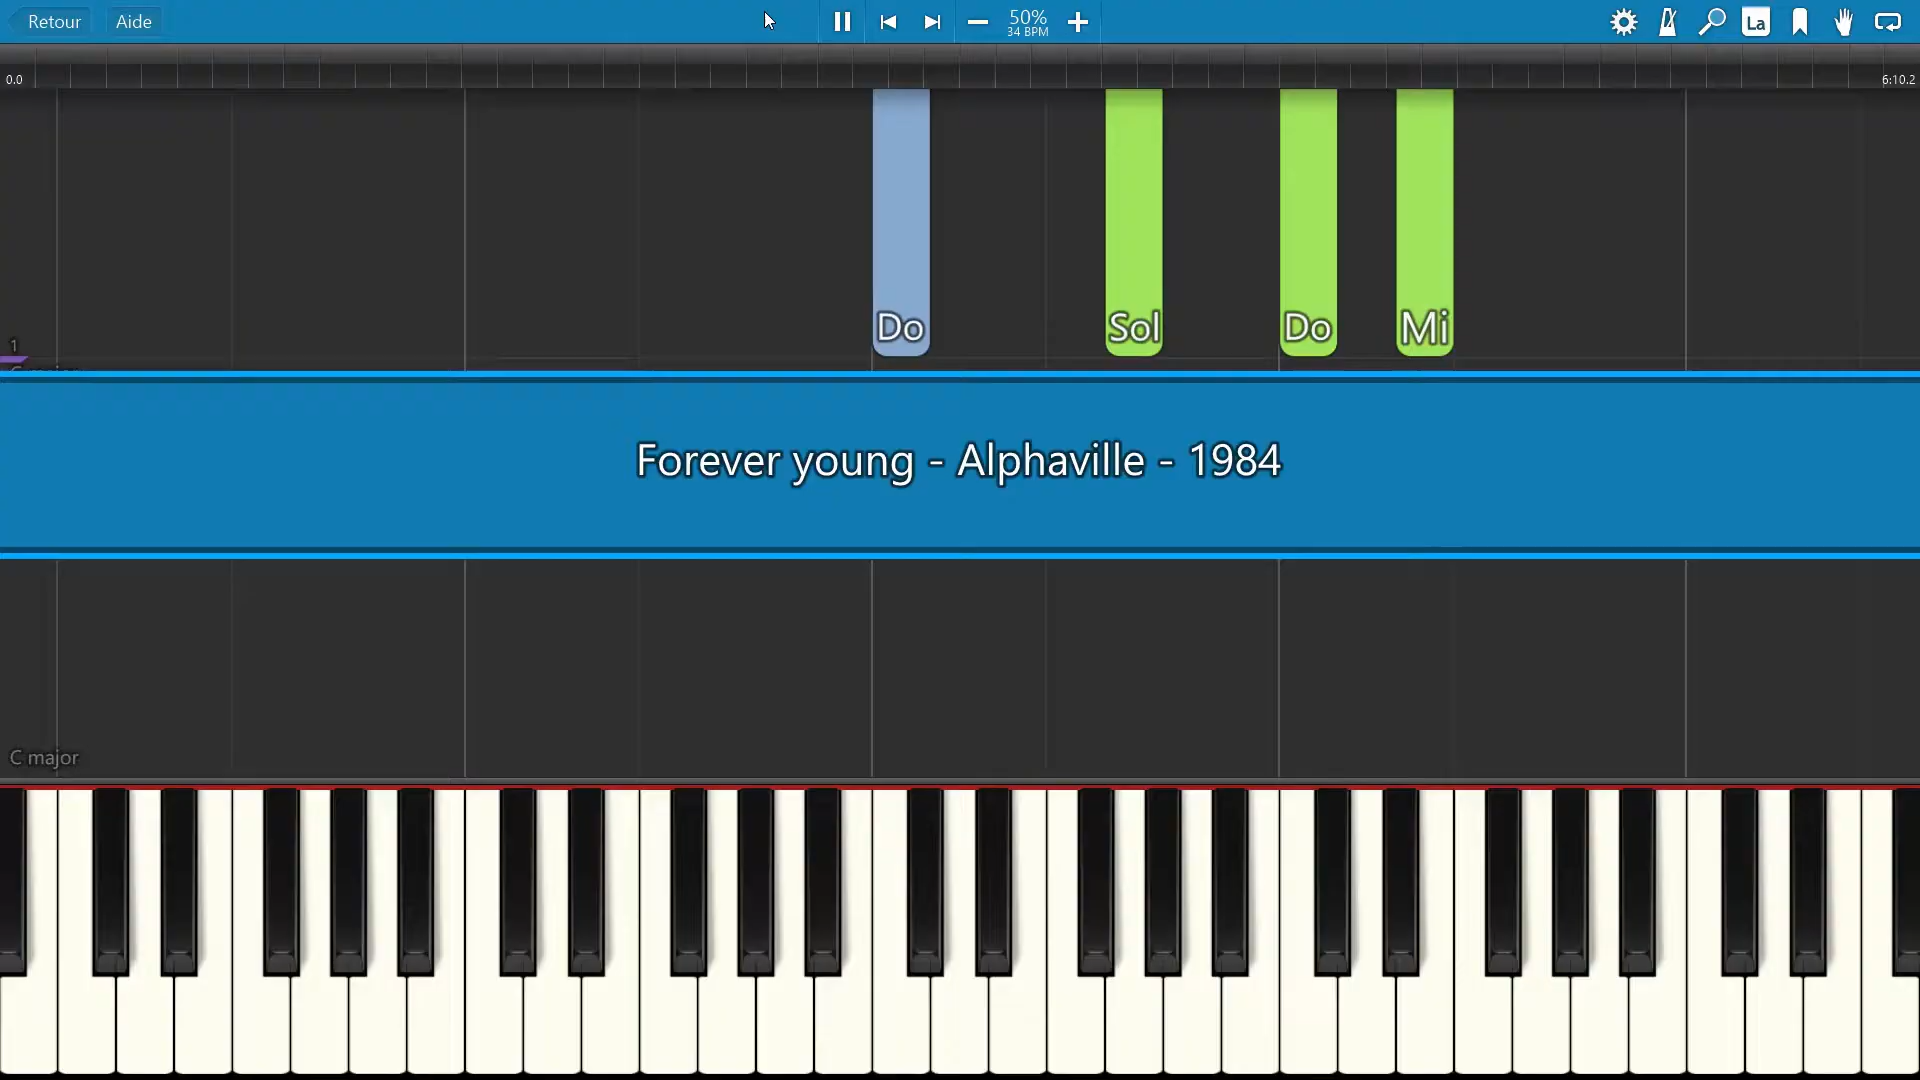 Retour Aide 50%
34 BPM La
0.0 6:10.2
Do Sol Do Mi
1
Forever young - Alphaville - 1984
C major